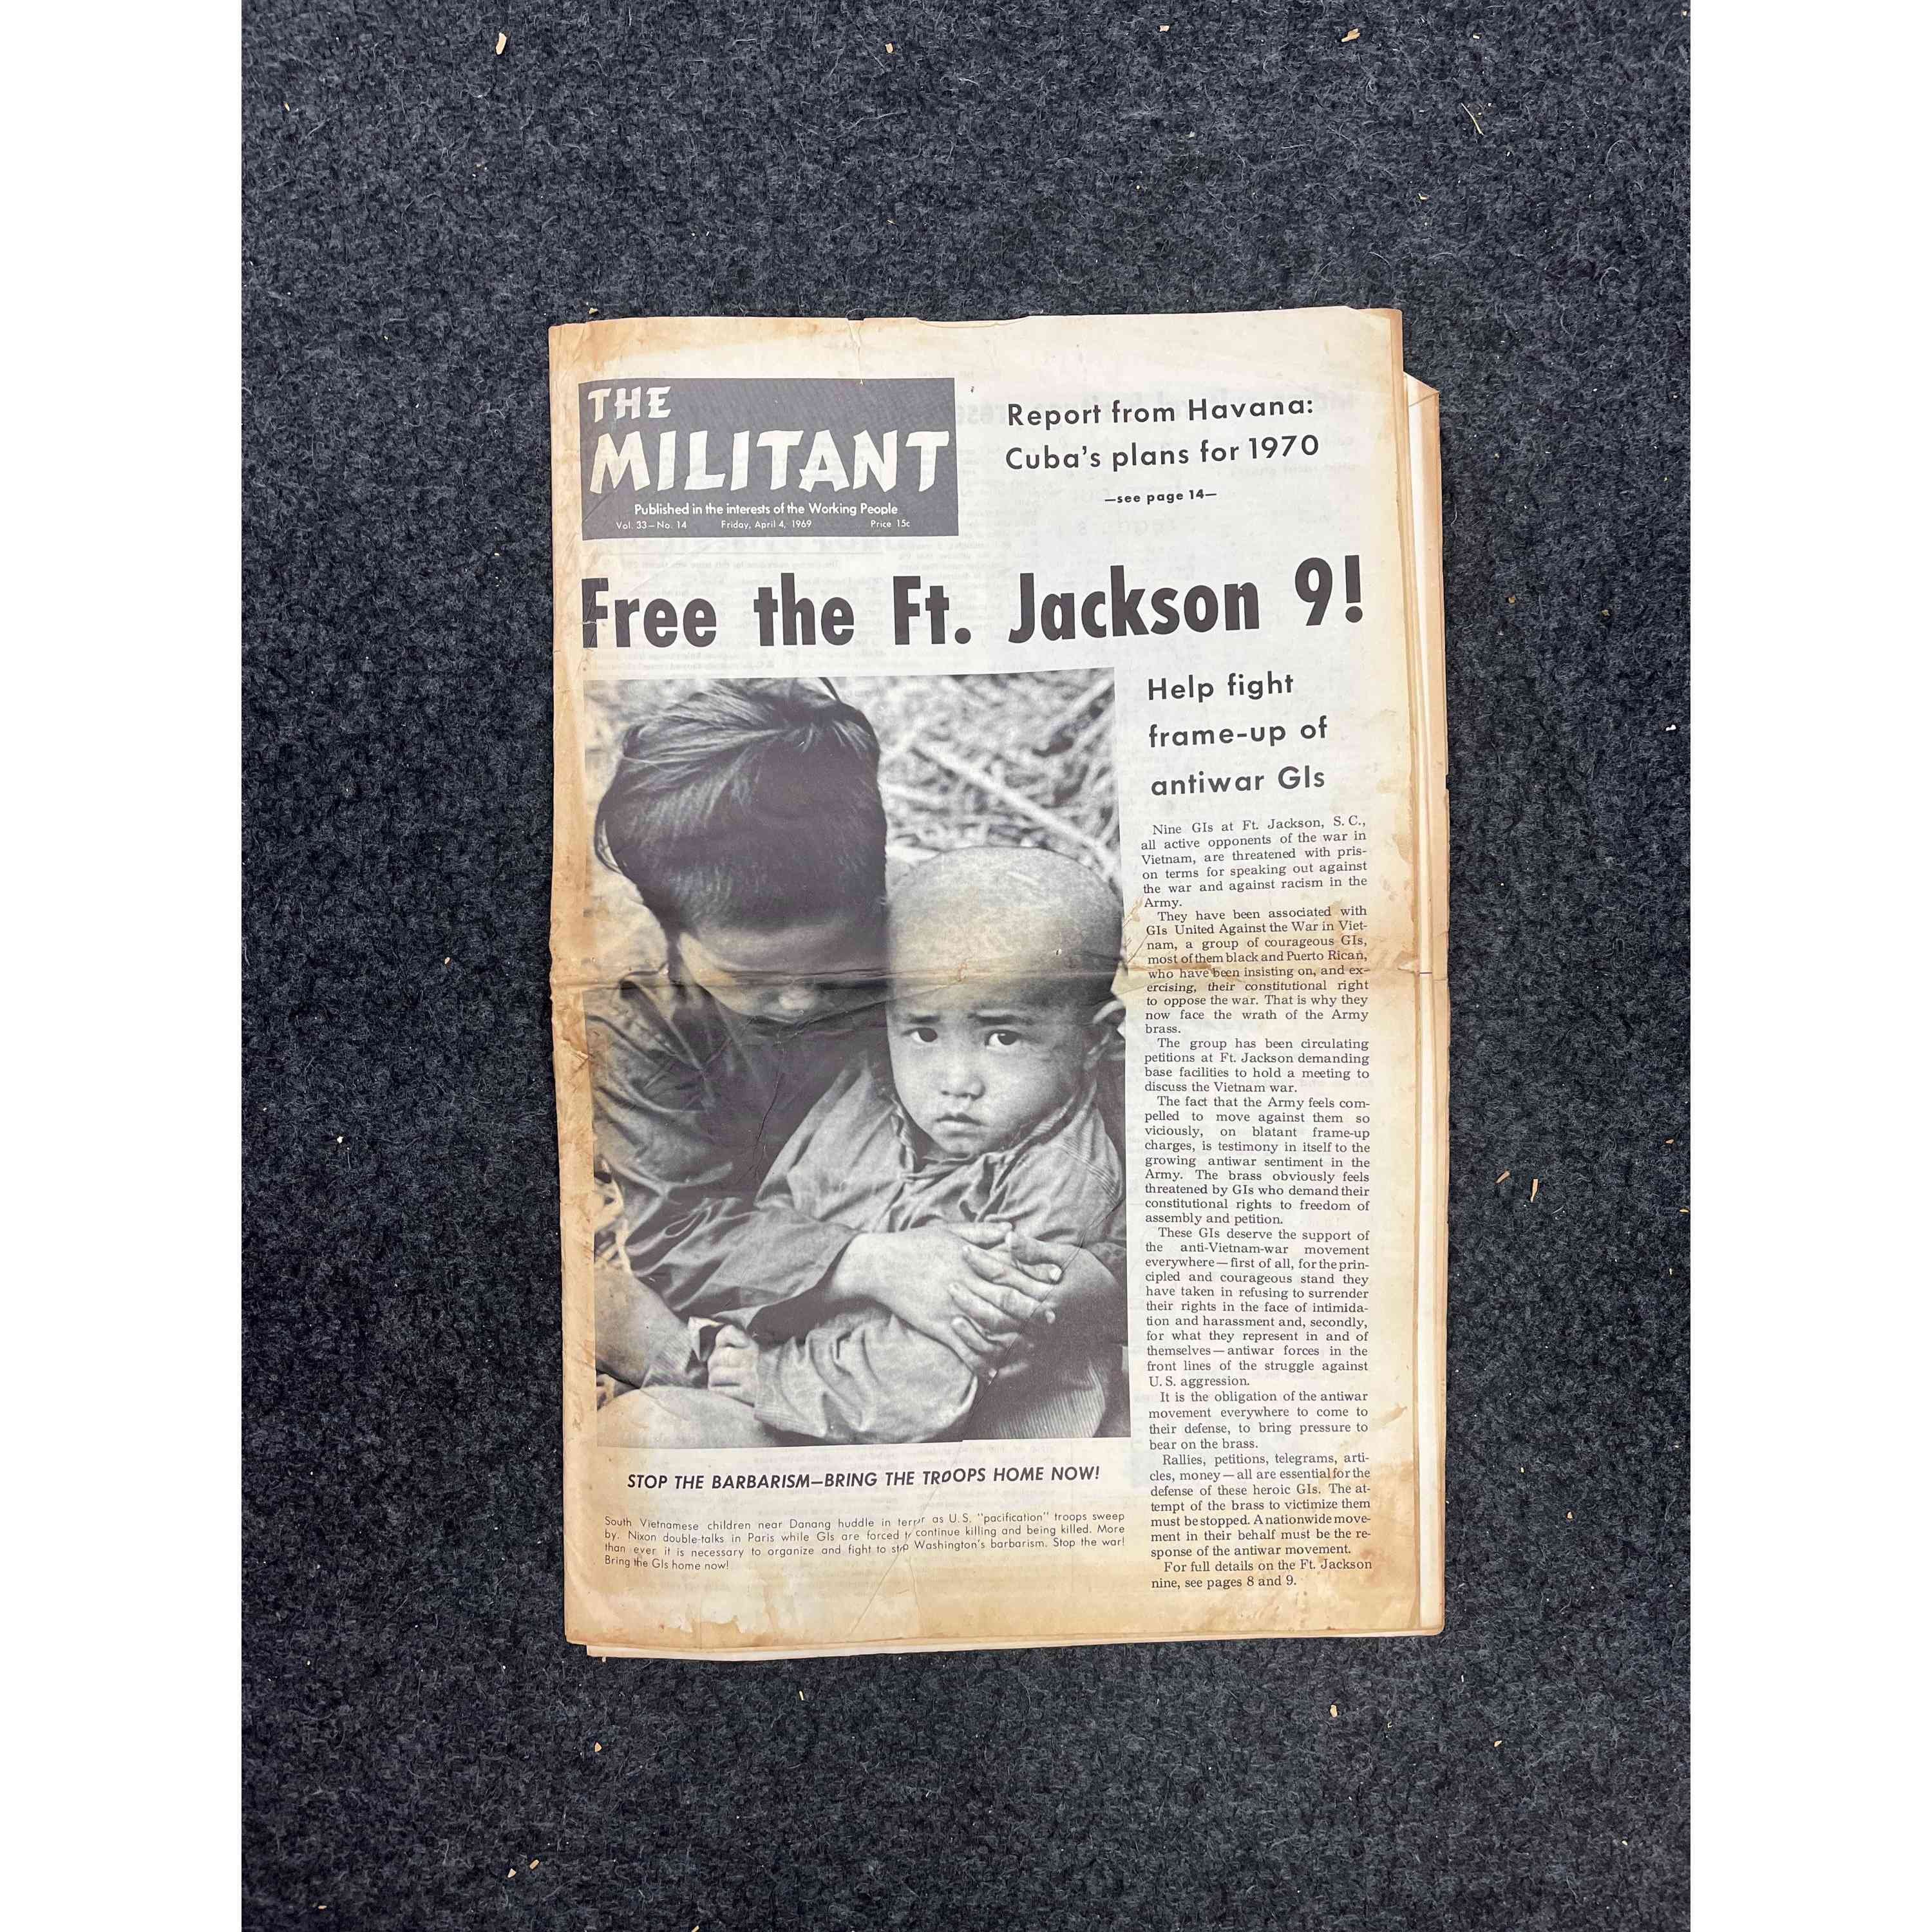 THE
MILITANT
Published in the interests of the Working People
Vol. 33 — No. 14 Friday, April 4, 1969 Price 15c
Report from Havana:
Cuba's plans for 1970
—see page 14—
Free the Ft. Jackson 9!
Help fight
frame-up of
antiwar GIs
Nine GIs at Ft. Jackson, S. C.,
all active opponents of the war in
Vietnam, are threatened with pris-
on terms for speaking out against
the war and against racism in the
Army.
They have been associated with
GIs United Against the War in Viet-
nam, a group of courageous GIs,
most of them black and Puerto Rican,
who have been insisting on, and ex-
ercising, their constitutional right
to oppose the war. That is why they
now face the wrath of the Army
brass.
The group has been circulating
petitions at Ft. Jackson demanding
base facilities to hold a meeting to
discuss the Vietnam war.
The fact that the Army feels com-
pelled to move against them so
viciously, on blatant frame-up
charges, is testimony in itself to the
growing antiwar sentiment in the
Army. The brass obviously feels
threatened by GIs who demand their
constitutional rights to freedom of
assembly and petition.
These GIs deserve the support of
the anti-Vietnam-war movement
everywhere — first of all, for the prin-
cipled and courageous stand they
have taken in refusing to surrender
their rights in the face of intimida-
tion and harassment and, secondly,
for what they represent in and of
themselves — antiwar forces in the
front lines of the struggle against
U. S. aggression.
It is the obligation of the antiwar
movement everywhere to come to
their defense, to bring pressure to
bear on the brass.
Rallies, petitions, telegrams, arti-
cles, money — all are essential for the
defense of these heroic GIs. The at-
tempt of the brass to victimize them
must be stopped. A nationwide move-
ment in their behalf must be the re-
sponse of the antiwar movement.
For full details on the Ft. Jackson
nine, see pages 8 and 9.
STOP THE BARBARISM—BRING THE TROOPS HOME NOW!
South Vietnamese children near Danang huddle in terror as U.S. "pacification" troops sweep
by. Nixon double-talks in Paris while GIs are forced to continue killing and being killed. More
than ever it is necessary to organize and fight to stop Washington's barbarism. Stop the war!
Bring the GIs home now!